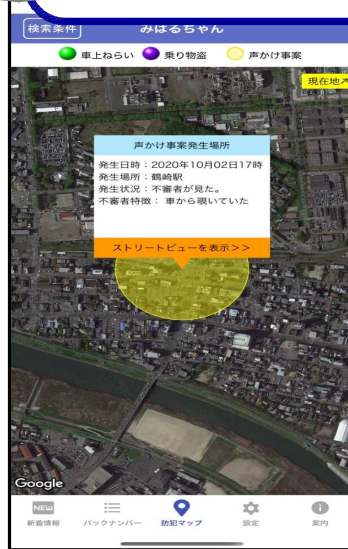 検索条件 みはるちゃん
車上ねらい 乗り物盗 声かけ事案
現在地↗
声かけ事案発生場所
発生日時：2020年10月02日17時
発生場所：鶴崎駅
発生状況：不審者が見た。
不審者特徴： 車から覗いていた
ストリートビューを表示>>
Google
NEW
新着情報 バックナンバー 防犯マップ 設定 案内